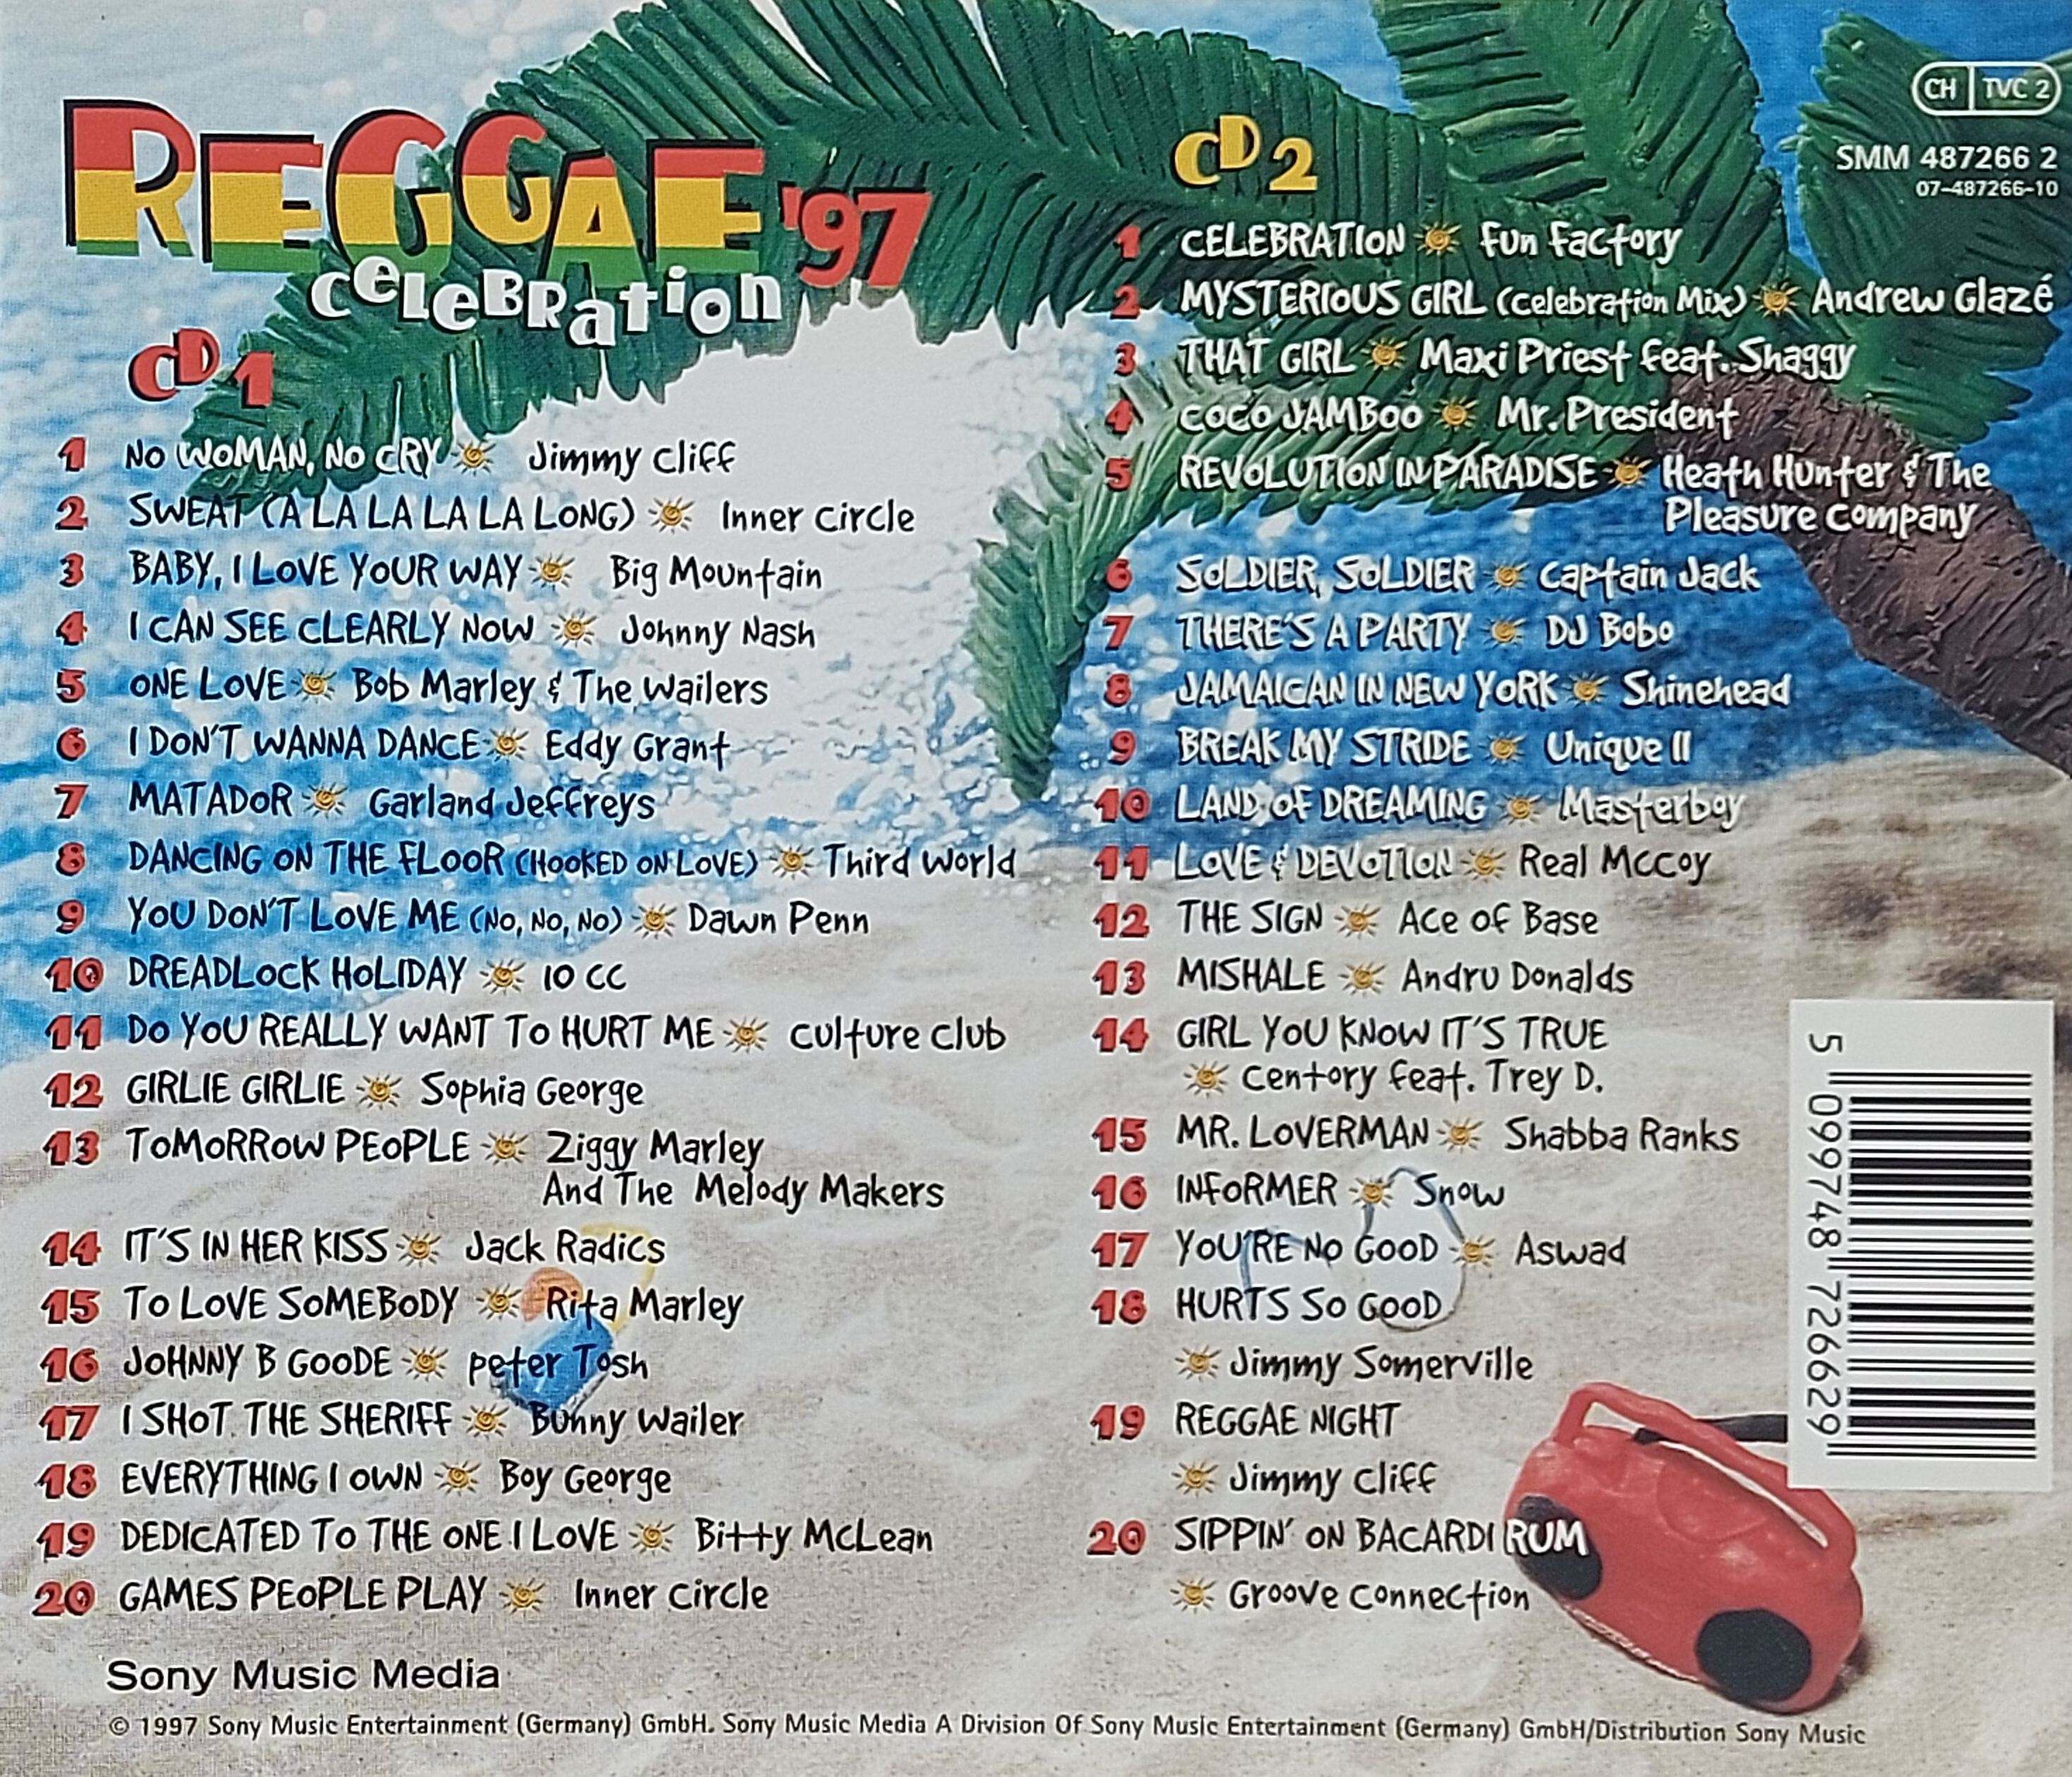 REGGAE '97
CELEBRATION
CD 1
1 NO WOMAN, NO CRY Jimmy Cliff
2 SWEAT (A LA LA LA LA LONG) Inner Circle
3 BABY, I LOVE YOUR WAY Big Mountain
4 I CAN SEE CLEARLY NOW Johnny Nash
5 ONE LOVE Bob Marley & The Wailers
6 I DON'T WANNA DANCE Eddy Grant
7 MATADOR Garland Jeffreys
8 DANCING ON THE FLOOR (HOOKED ON LOVE) Third World
9 YOU DON'T LOVE ME (NO, NO, NO) Dawn Penn
10 DREADLOCK HOLIDAY 10 CC
11 DO YOU REALLY WANT TO HURT ME Culture Club
12 GIRLIE GIRLIE Sophia George
13 TOMORROW PEOPLE Ziggy Marley
And The Melody Makers
14 IT'S IN HER KISS Jack Radics
15 TO LOVE SOMEBODY Rita Marley
16 JOHNNY B GOODE Peter Tosh
17 I SHOT THE SHERIFF Bunny Wailer
18 EVERYTHING I OWN Boy George
19 DEDICATED TO THE ONE I LOVE Bitty McLean
20 GAMES PEOPLE PLAY Inner Circle
CD 2
1 CELEBRATION Fun Factory
2 MYSTERIOUS GIRL (Celebration Mix) Andrew Glazé
3 THAT GIRL Maxi Priest feat. Shaggy
4 COCO JAMBOO Mr. President
5 REVOLUTION IN PARADISE Heath Hunter & The
Pleasure Company
6 SOLDIER, SOLDIER Captain Jack
7 THERE'S A PARTY DJ Bobo
8 JAMAICAN IN NEW YORK Shinehead
9 BREAK MY STRIDE Unique II
10 LAND OF DREAMING Masterboy
11 LOVE & DEVOTION Real McCoy
12 THE SIGN Ace of Base
13 MISHALE Andru Donalds
14 GIRL YOU KNOW IT'S TRUE
Centory feat. Trey D.
15 MR. LOVERMAN Shabba Ranks
16 INFORMER Snow
17 YOU'RE NO GOOD Aswad
18 HURTS SO GOOD
Jimmy Somerville
19 REGGAE NIGHT
Jimmy Cliff
20 SIPPIN' ON BACARDI RUM
Groove Connection
CH TVC 2
SMM 487266 2
07-487266-10
5 099748 726629
Sony Music Media
© 1997 Sony Music Entertainment (Germany) GmbH. Sony Music Media A Division Of Sony Music Entertainment (Germany) GmbH/Distribution Sony Music